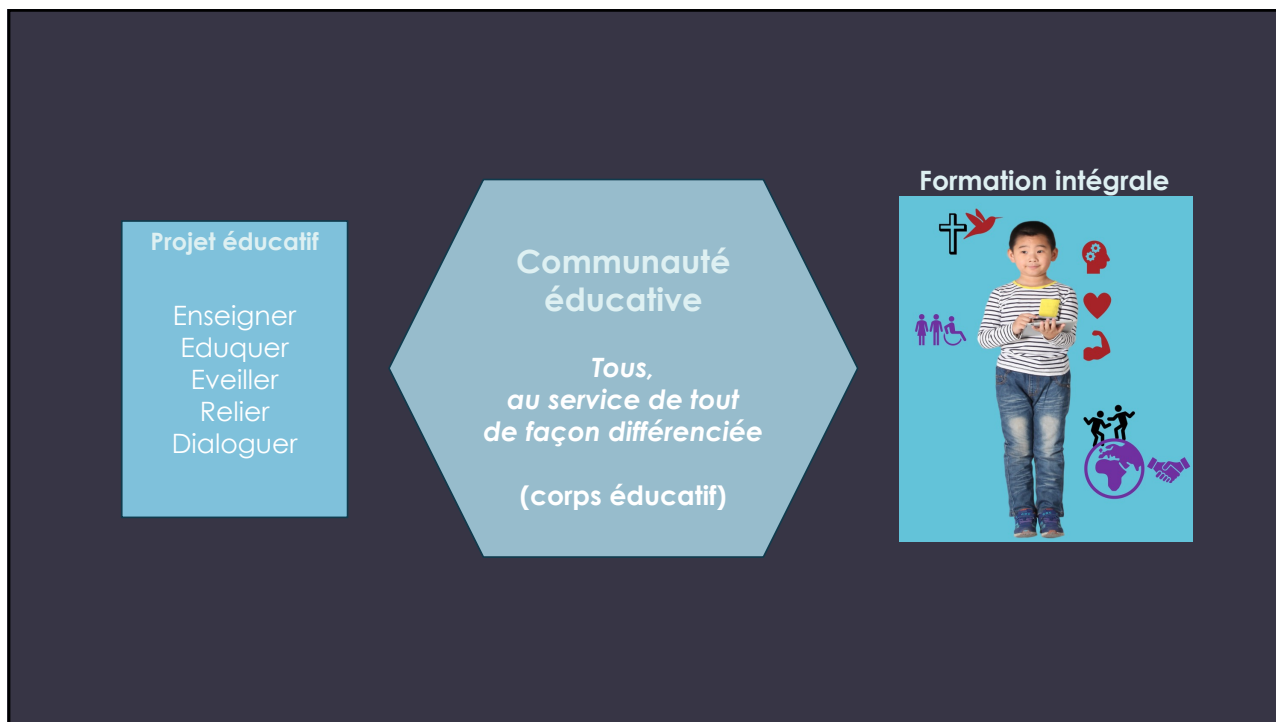 Projet éducatif
Enseigner
Eduquer
Eveiller
Relier
Dialoguer
Communauté
éducative
Tous,
au service de tout
de façon différenciée
(corps éducatif)
Formation intégrale